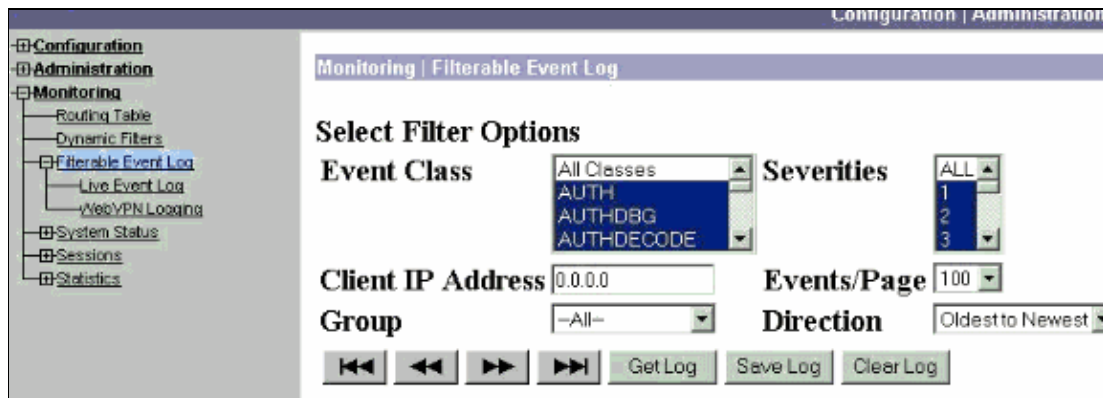 Configuration | Administration
Configuration
Administration
Monitoring
Routing Table
Dynamic Filters
Filterable Event Log
Live Event Log
WebVPN Logging
System Status
Sessions
Statistics
Monitoring | Filterable Event Log
Select Filter Options
Event Class
All Classes
AUTH
AUTHDBG
AUTHDECODE
Severities
ALL
1
2
3
Client IP Address 0.0.0.0
Events/Page 100
Group --All--
Direction Oldest to Newest
Get Log Save Log Clear Log